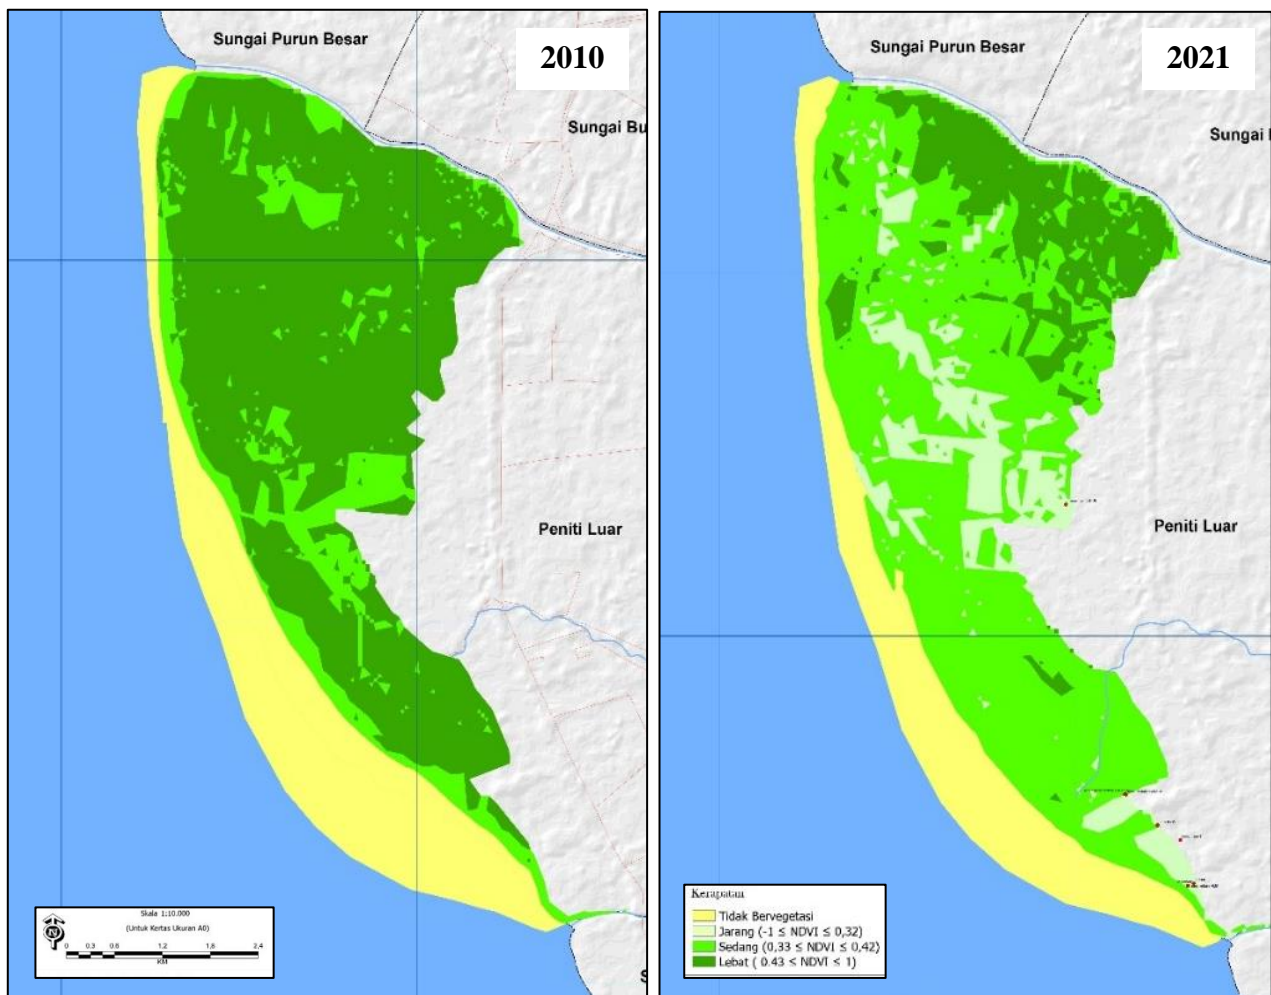 Sungai Purun Besar
2010
Sungai Bu
Peniti Luar
S
Skala 1:10.000
(Untuk Kertas Ukuran A0)
N
0 0.3 0.6 1.2 1.8 2.4
KM
Sungai Purun Besar
2021
Sungai
Peniti Luar
Kerapatan
Tidak Bervegetasi
Jarang (-1 ≤ NDVI ≤ 0,32)
Sedang (0,33 ≤ NDVI ≤ 0,42)
Lebat ( 0.43 ≤ NDVI ≤ 1)